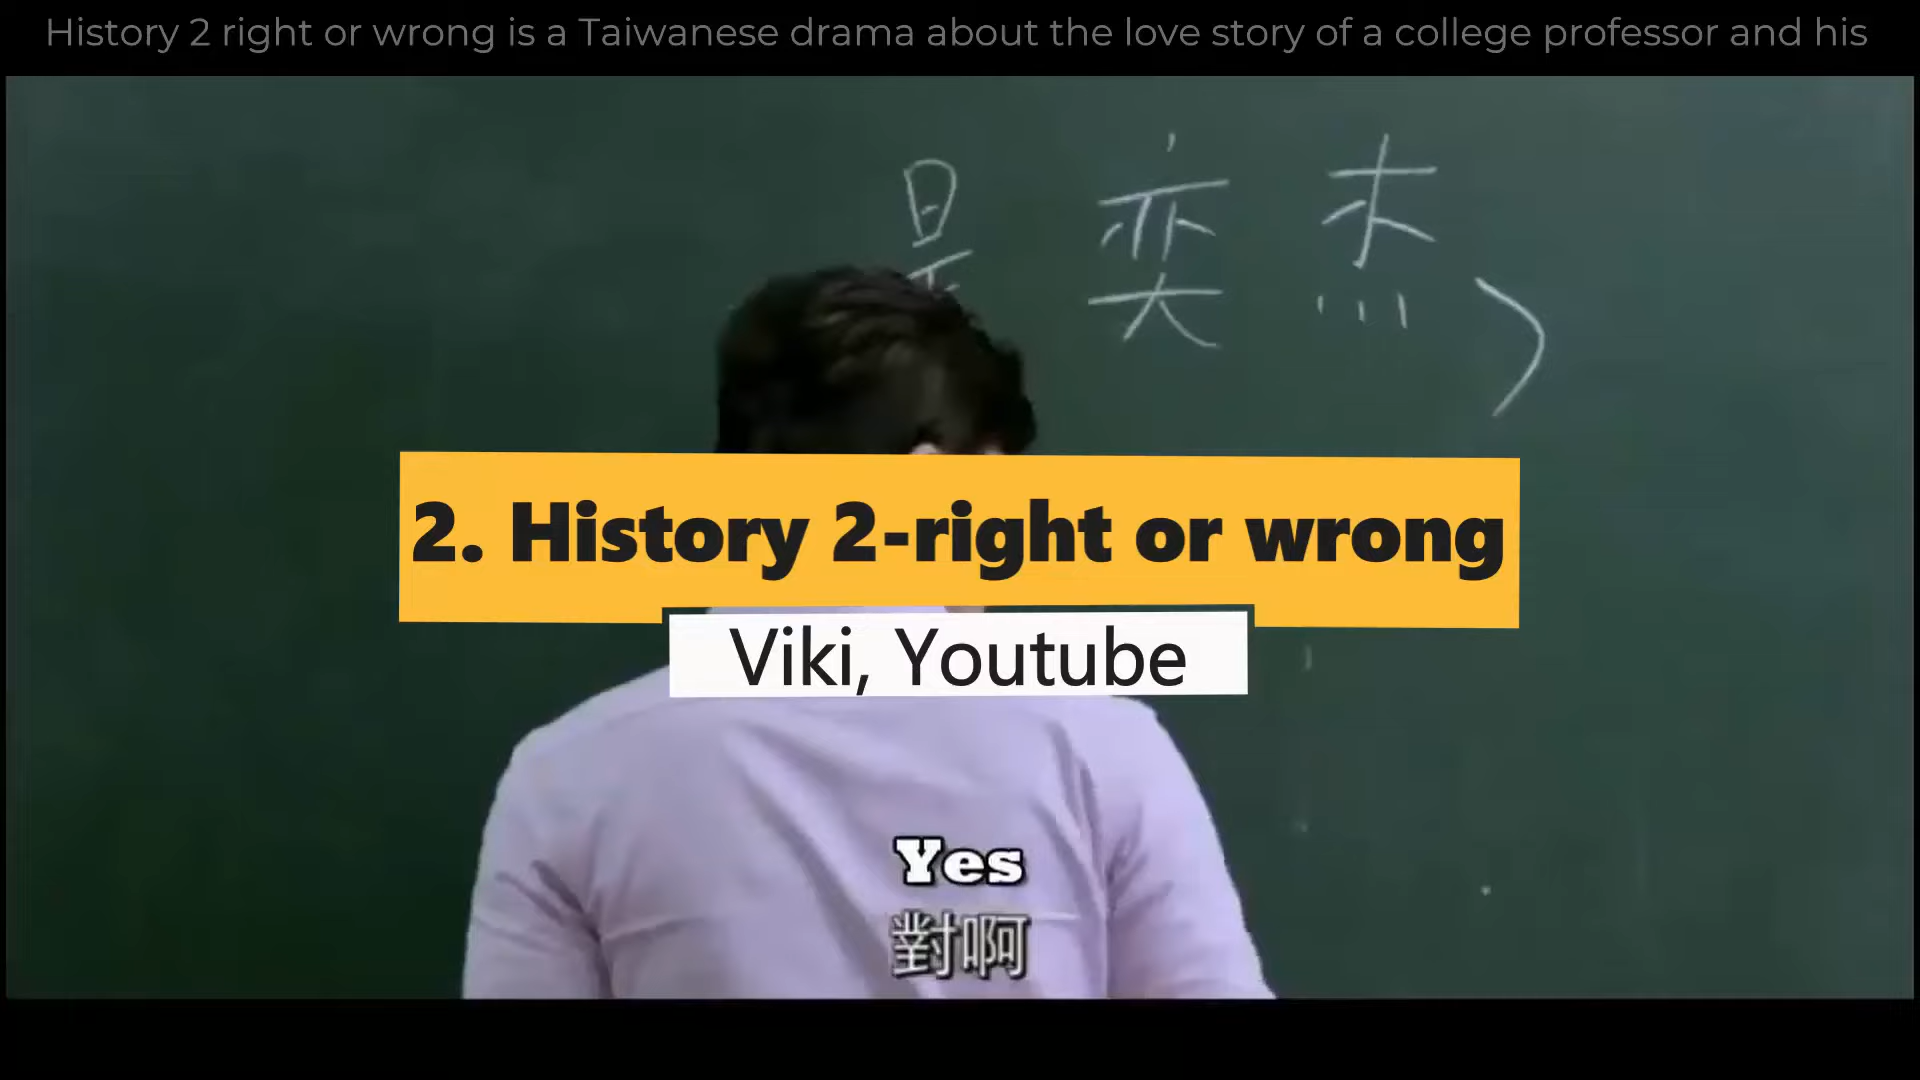 History 2 right or wrong is a Taiwanese drama about the love story of a college professor and his
奕杰
2. History 2-right or wrong
Viki, Youtube
Yes
對啊